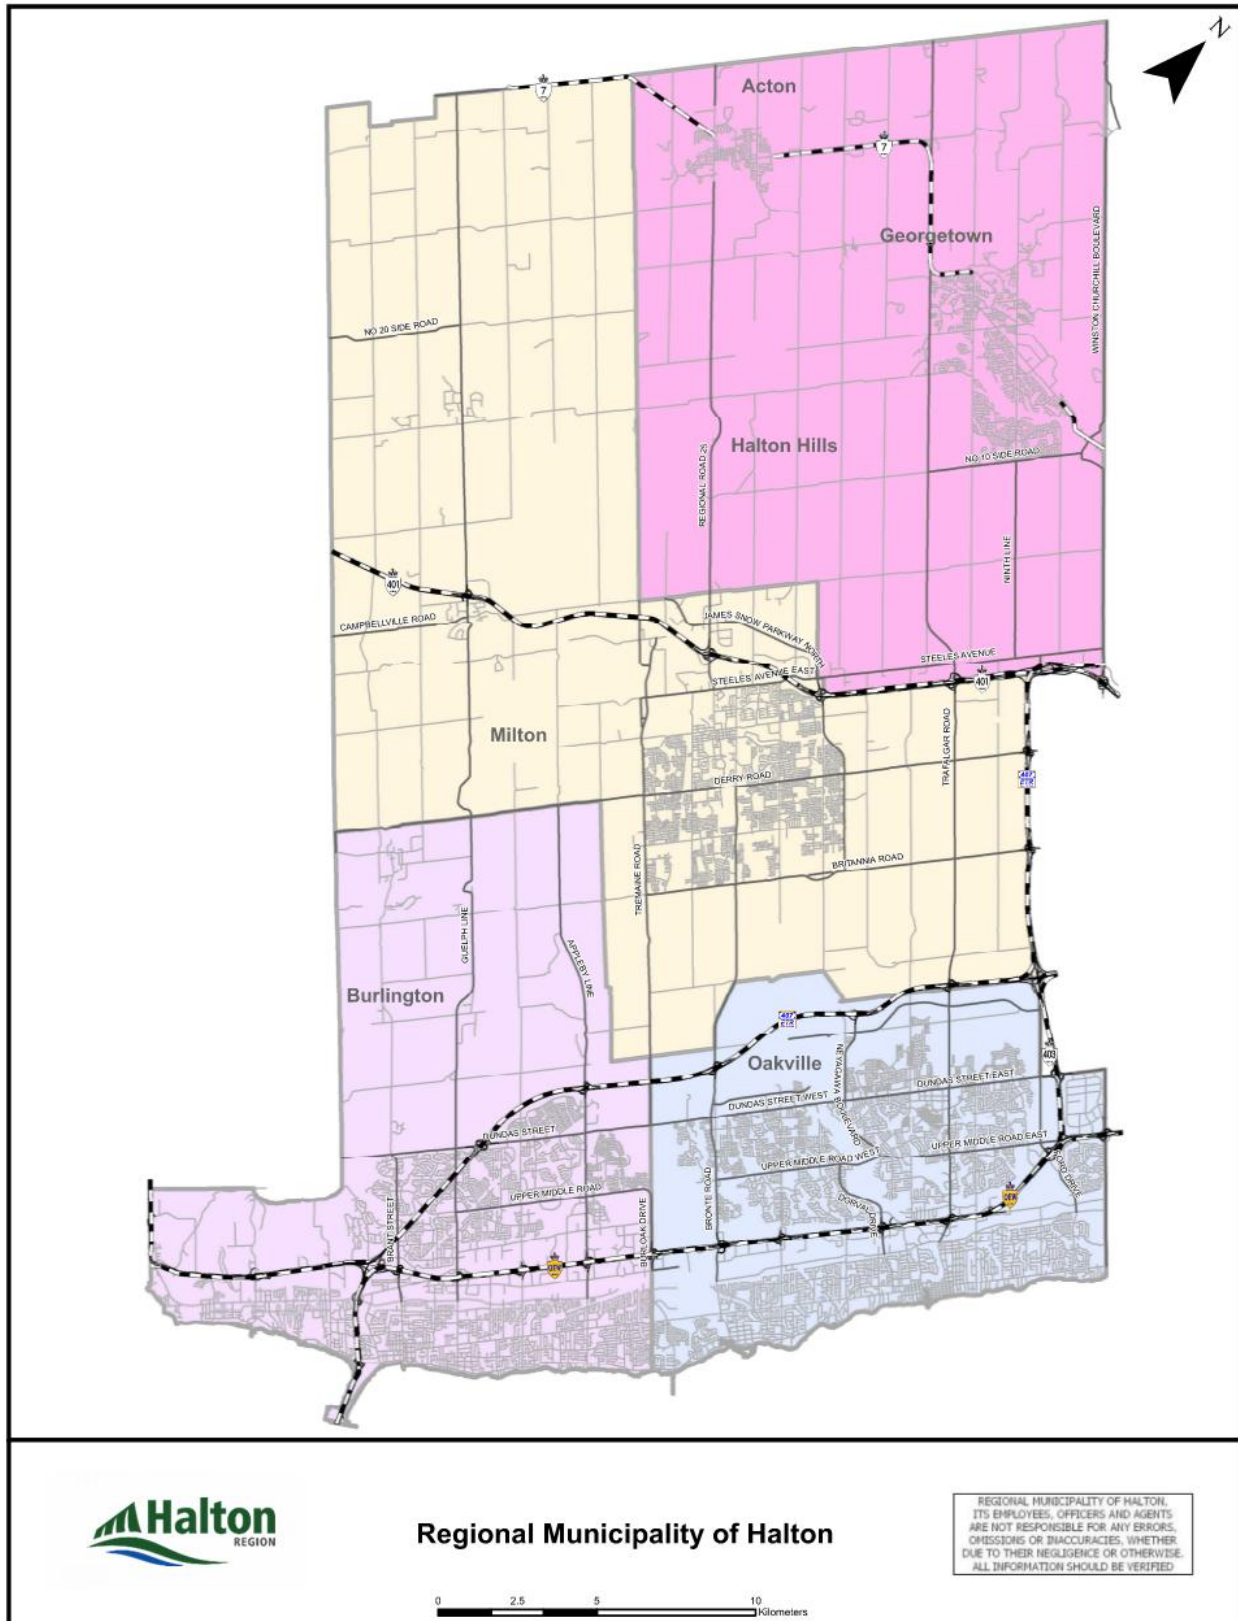 N
Acton
7
7
Georgetown
WINSTON CHURCHILL BOULEVARD
NO 20 SIDE ROAD
Halton Hills
REGIONAL ROAD 25
NO 10 SIDE ROAD
NINTH LINE
401
CAMPBELLVILLE ROAD
JAMES SNOW PARKWAY NORTH
STEELES AVENUE
STEELES AVENUE EAST
401
Milton
TRAFALGAR ROAD
DERRY ROAD
407
ETR
BRITANNIA ROAD
TREMAINE ROAD
GUELPH LINE
APPLEBY LINE
Burlington
407
ETR
Oakville
NEYAGAWA BOULEVARD
403
DUNDAS STREET EAST
DUNDAS STREET WEST
DUNDAS STREET
UPPER MIDDLE ROAD EAST
UPPER MIDDLE ROAD WEST
FORD DRIVE
UPPER MIDDLE ROAD
BRANT STREET
BURLOAK DRIVE
BRONTE ROAD
DORVAL DRIVE
QEW
QEW
Halton
REGION
Regional Municipality of Halton
REGIONAL MUNICIPALITY OF HALTON,
ITS EMPLOYEES, OFFICERS AND AGENTS
ARE NOT RESPONSIBLE FOR ANY ERRORS,
OMISSIONS OR INACCURACIES, WHETHER
DUE TO THEIR NEGLIGENCE OR OTHERWISE.
ALL INFORMATION SHOULD BE VERIFIED
0 2.5 5 10
Kilometers